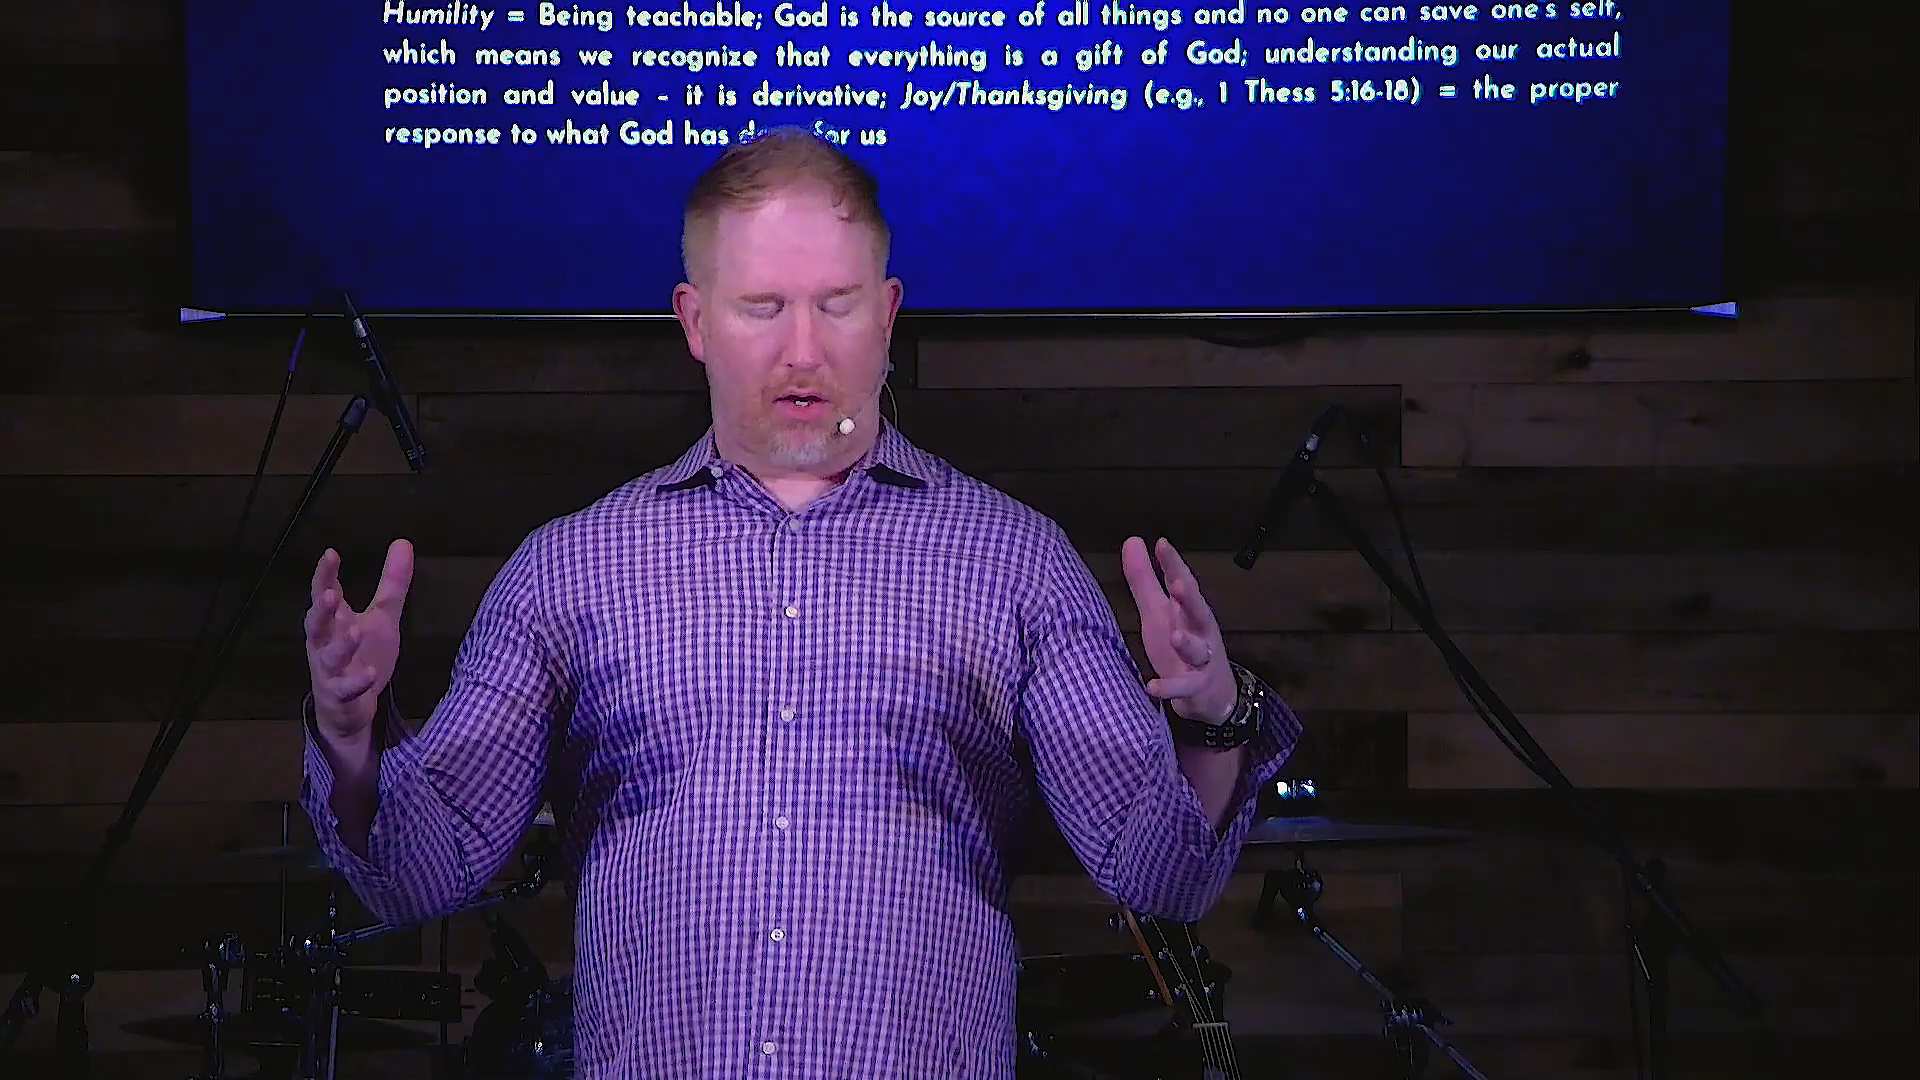 Humility = Being teachable; God is the source of all things and no one can save one's self,
which means we recognize that everything is a gift of God; understanding our actual
position and value - it is derivative; Joy/Thanksgiving (e.g., 1 Thess 5:16-18) = the proper
response to what God has for us